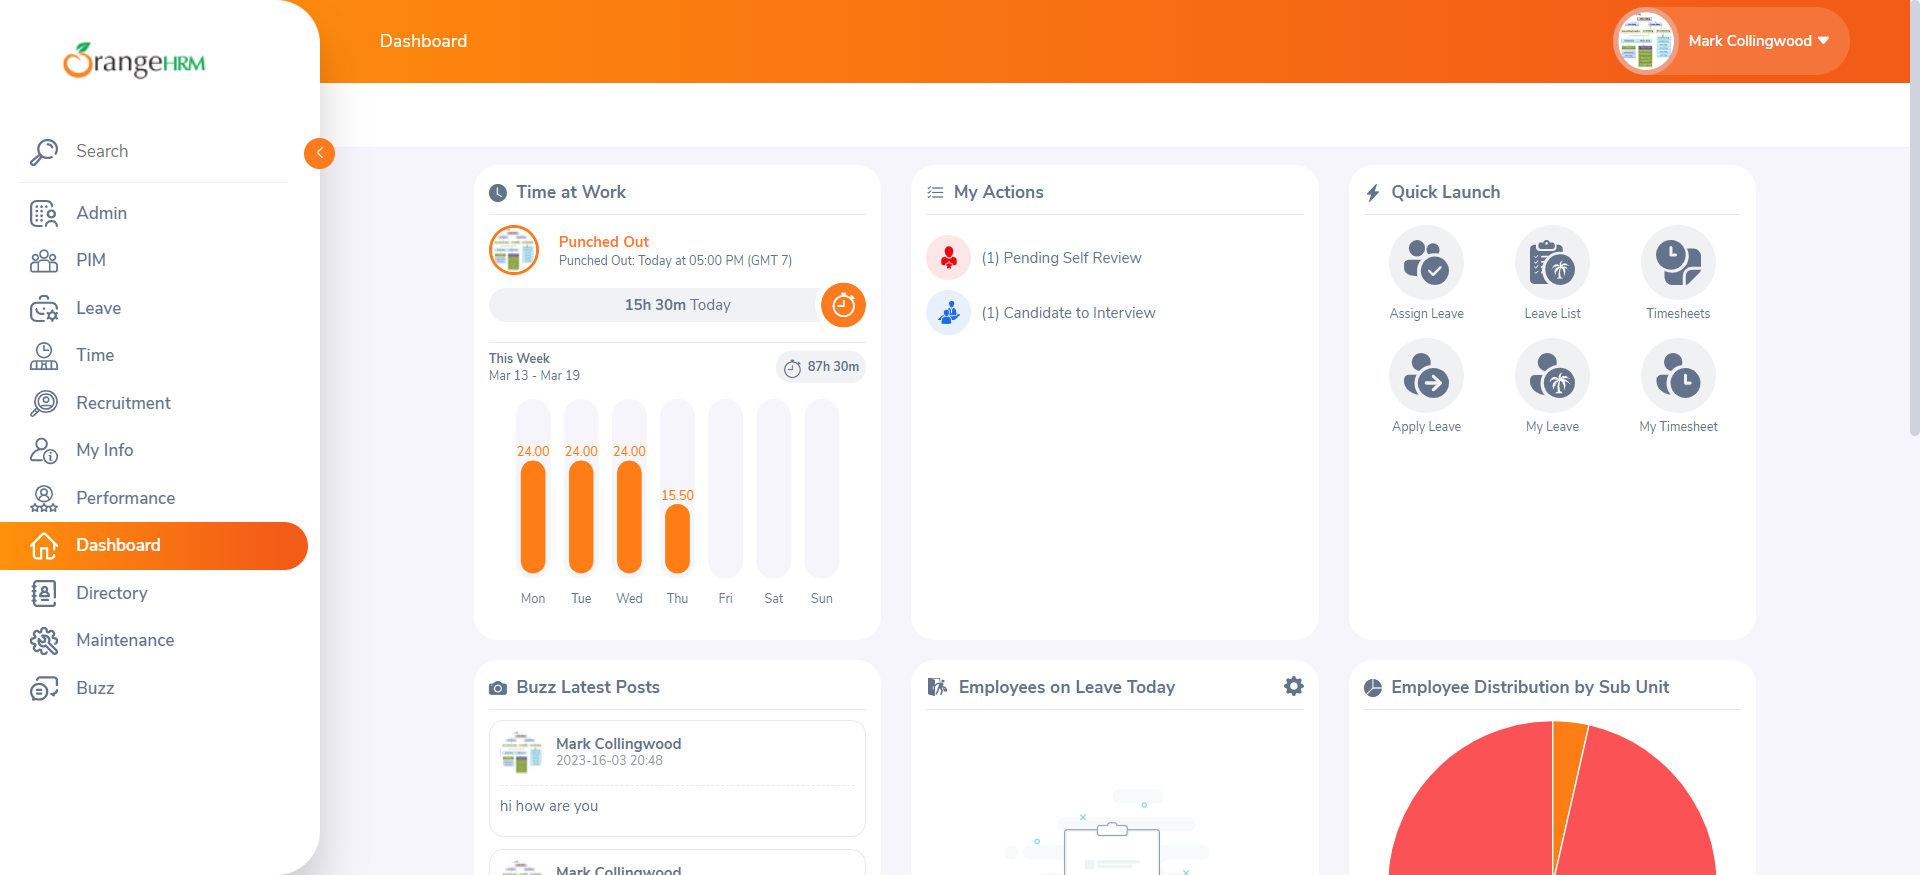 OrangeHRM
Search
Admin
PIM
Leave
Time
Recruitment
My Info
Performance
Dashboard
Directory
Maintenance
Buzz
Dashboard
Mark Collingwood
Time at Work
Punched Out
Punched Out: Today at 05:00 PM (GMT 7)
15h 30m Today
This Week
Mar 13 - Mar 19
87h 30m
24.00 24.00 24.00
15.50
Mon Tue Wed Thu Fri Sat Sun
My Actions
(1) Pending Self Review
(1) Candidate to Interview
Quick Launch
Assign Leave Leave List Timesheets
Apply Leave My Leave My Timesheet
Buzz Latest Posts
Mark Collingwood
2023-16-03 20:48
hi how are you
Mark Collingwood
Employees on Leave Today
Employee Distribution by Sub Unit